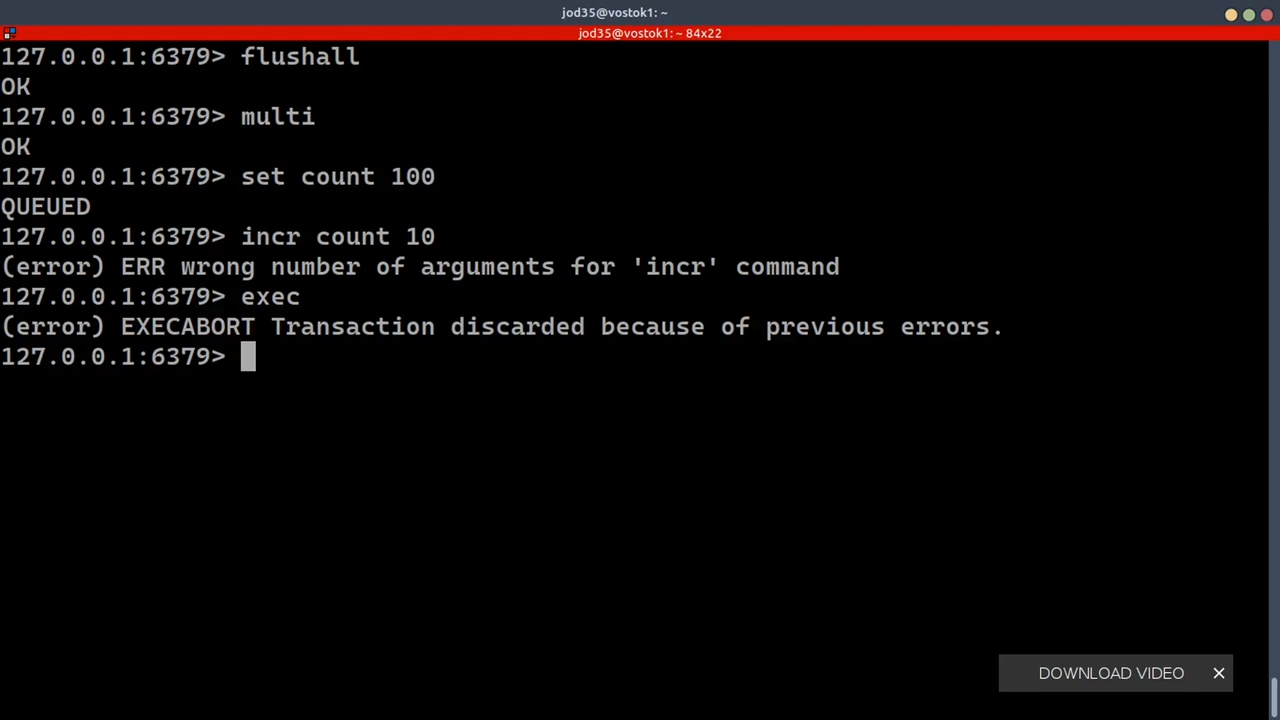 jod35@vostok1: ~
jod35@vostok1: ~ 84x22
127.0.0.1:6379> flushall
OK
127.0.0.1:6379> multi
OK
127.0.0.1:6379> set count 100
QUEUED
127.0.0.1:6379> incr count 10
(error) ERR wrong number of arguments for 'incr' command
127.0.0.1:6379> exec
(error) EXECABORT Transaction discarded because of previous errors.
127.0.0.1:6379>
DOWNLOAD VIDEO ×